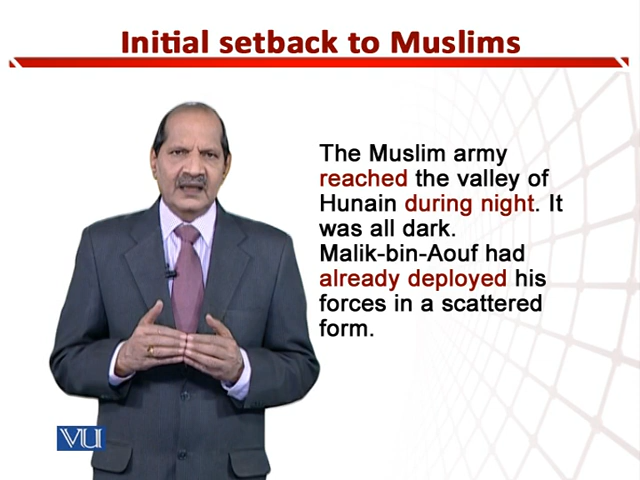 Initial setback to Muslims
The Muslim army
reached the valley of
Hunain during night. It
was all dark.
Malik-bin-Aouf had
already deployed his
forces in a scattered
form.
VU